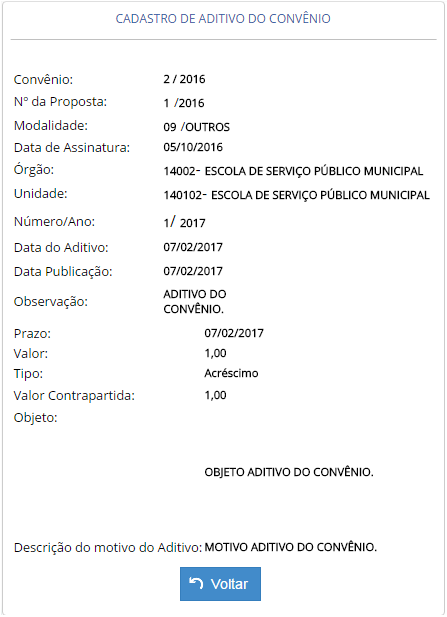 CADASTRO DE ADITIVO DO CONVÊNIO
Convênio: 2 / 2016
Nº da Proposta: 1 /2016
Modalidade: 09 /OUTROS
Data de Assinatura: 05/10/2016
Órgão: 14002- ESCOLA DE SERVIÇO PÚBLICO MUNICIPAL
Unidade: 140102- ESCOLA DE SERVIÇO PÚBLICO MUNICIPAL
Número/Ano: 1/ 2017
Data do Aditivo: 07/02/2017
Data Publicação: 07/02/2017
Observação: ADITIVO DO
CONVÊNIO.
Prazo: 07/02/2017
Valor: 1,00
Tipo: Acréscimo
Valor Contrapartida: 1,00
Objeto:
OBJETO ADITIVO DO CONVÊNIO.
Descrição do motivo do Aditivo: MOTIVO ADITIVO DO CONVÊNIO.
Voltar